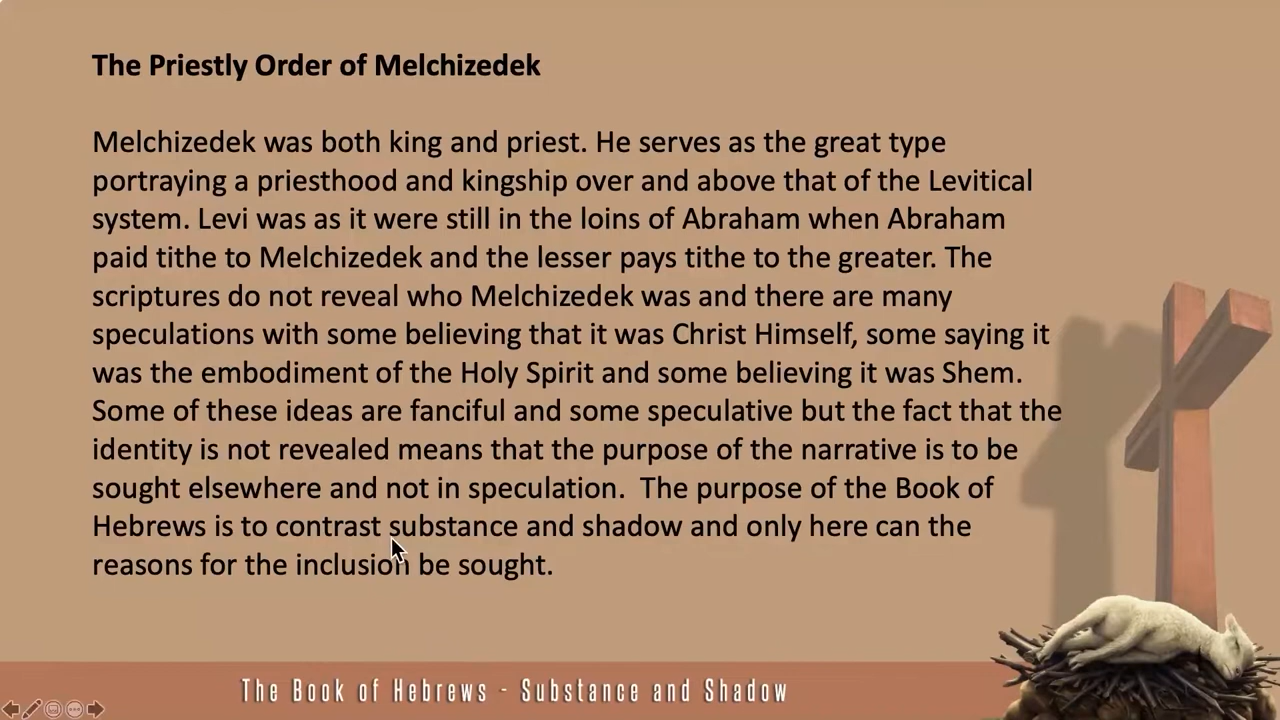 The Priestly Order of Melchizedek
Melchizedek was both king and priest. He serves as the great type
portraying a priesthood and kingship over and above that of the Levitical
system. Levi was as it were still in the loins of Abraham when Abraham
paid tithe to Melchizedek and the lesser pays tithe to the greater. The
scriptures do not reveal who Melchizedek was and there are many
speculations with some believing that it was Christ Himself, some saying it
was the embodiment of the Holy Spirit and some believing it was Shem.
Some of these ideas are fanciful and some speculative but the fact that the
identity is not revealed means that the purpose of the narrative is to be
sought elsewhere and not in speculation.  The purpose of the Book of
Hebrews is to contrast substance and shadow and only here can the
reasons for the inclusion be sought.
The Book of Hebrews - Substance and Shadow